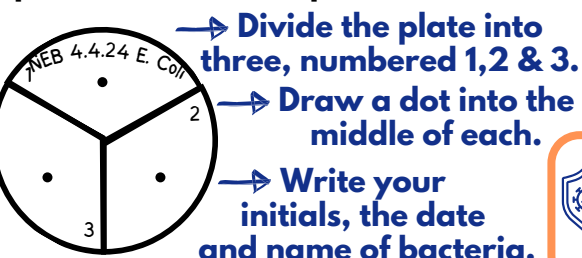 NEB 4.4.24 E. Coli
1
2
3
Divide the plate into
three, numbered 1,2 & 3.
Draw a dot into the
middle of each.
Write your
initials, the date
and name of bacteria.